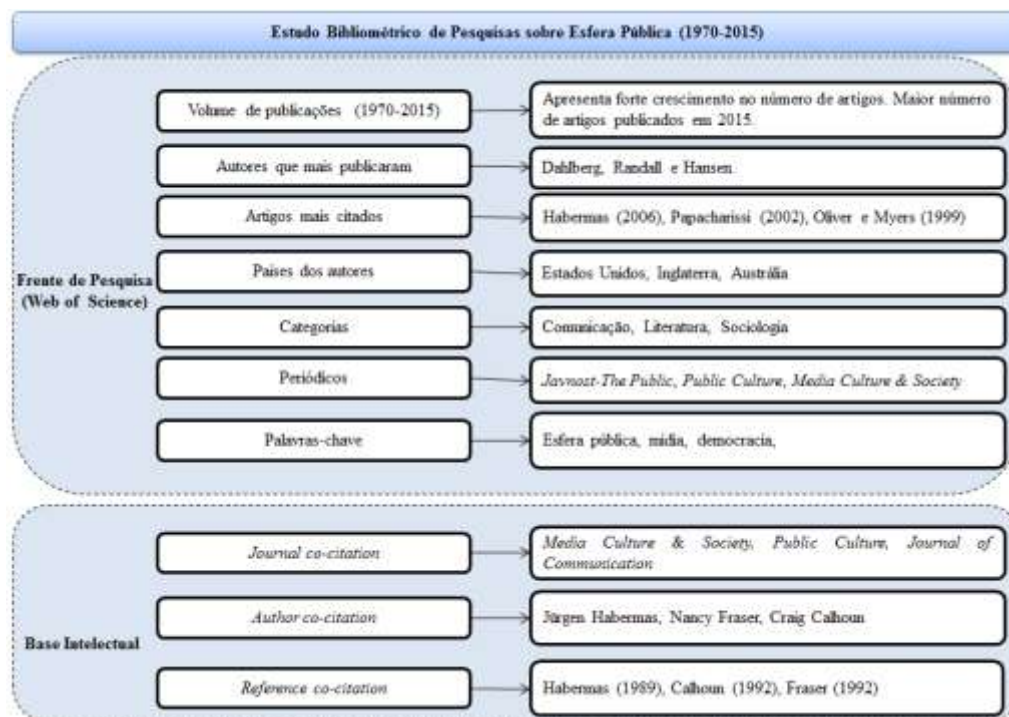 Estudo Bibliométrico de Pesquisas sobre Esfera Pública (1970-2015)
Frente de Pesquisa
(Web of Science)
Volume de publicações (1970-2015)
Apresenta forte crescimento no número de artigos. Maior número
de artigos publicados em 2015.
Autores que mais publicaram
Dahlberg, Randall e Hansen
Artigos mais citados
Habermas (2006), Papacharissi (2002), Oliver e Myers (1999)
Países dos autores
Estados Unidos, Inglaterra, Austrália
Categorias
Comunicação, Literatura, Sociologia
Periódicos
Javnost-The Public, Public Culture, Media Culture & Society
Palavras-chave
Esfera pública, mídia, democracia,
Base Intelectual
Journal co-citation
Media Culture & Society, Public Culture, Journal of
Communication
Author co-citation
Jürgen Habermas, Nancy Fraser, Craig Calhoun
Reference co-citation
Habermas (1989), Calhoun (1992), Fraser (1992)